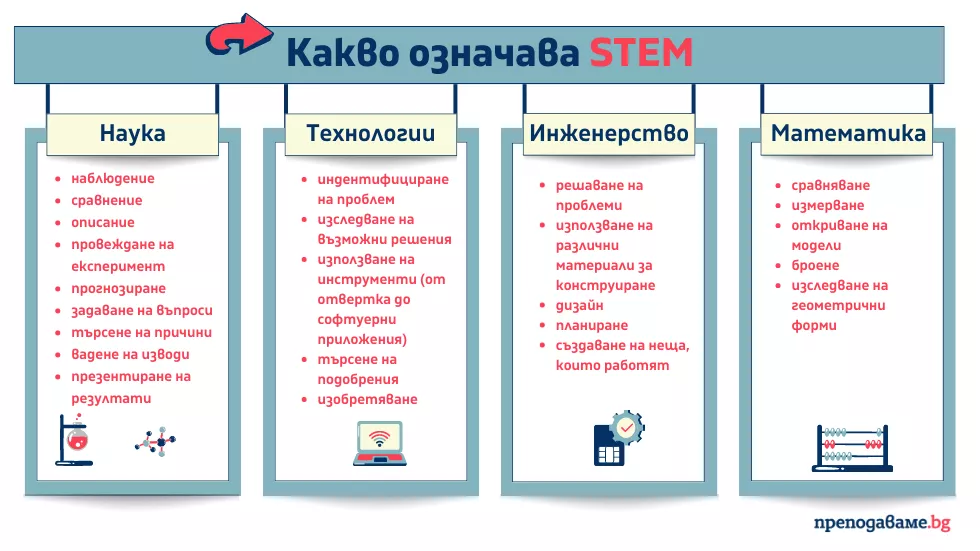 Какво означава STEM
Наука
наблюдение
сравнение
описание
провеждане на
експеримент
прогнозиране
задаване на въпроси
търсене на причини
вадене на изводи
презентиране на
резултати
Технологии
индентифициране
на проблем
изследване на
възможни решения
използване на
инструменти (от
отвертка до
софтуерни
приложения)
търсене на
подобрения
изобретяване
Инженерство
решаване на
проблеми
използване на
различни
материали за
конструиране
дизайн
планиране
създаване на неща,
които работят
Математика
сравняване
измерване
откриване на
модели
броене
изследване на
геометрични
форми
преподаваме.bg